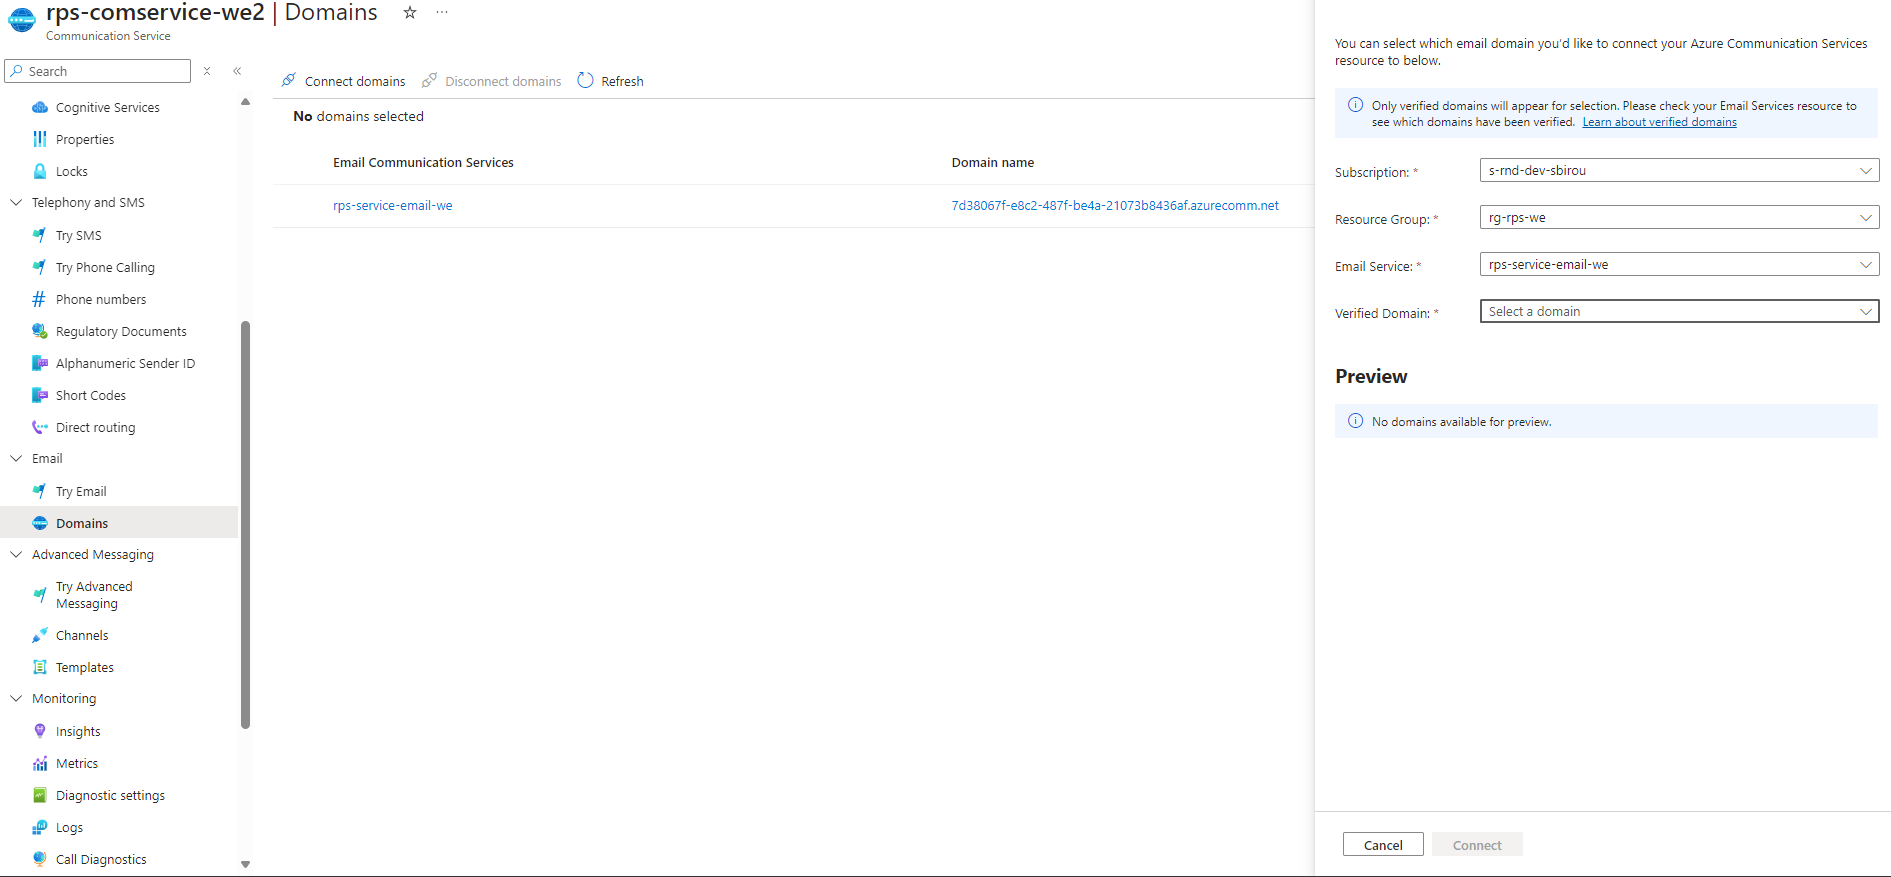 rps-comservice-we2 | Domains
Communication Service
Search
Cognitive Services
Properties
Locks
Telephony and SMS
Try SMS
Try Phone Calling
Phone numbers
Regulatory Documents
Alphanumeric Sender ID
Short Codes
Direct routing
Email
Try Email
Domains
Advanced Messaging
Try Advanced
Messaging
Channels
Templates
Monitoring
Insights
Metrics
Diagnostic settings
Logs
Call Diagnostics
Connect domains Disconnect domains Refresh
No domains selected
Email Communication Services Domain name
rps-service-email-we 7d38067f-e8c2-487f-be4a-21073b8436af.azurecomm.net
You can select which email domain you'd like to connect your Azure Communication Services
resource to below.
Only verified domains will appear for selection. Please check your Email Services resource to
see which domains have been verified. Learn about verified domains
Subscription: * s-rnd-dev-sbirou
Resource Group: * rg-rps-we
Email Service: * rps-service-email-we
Verified Domain: * Select a domain
Preview
No domains available for preview.
Cancel Connect